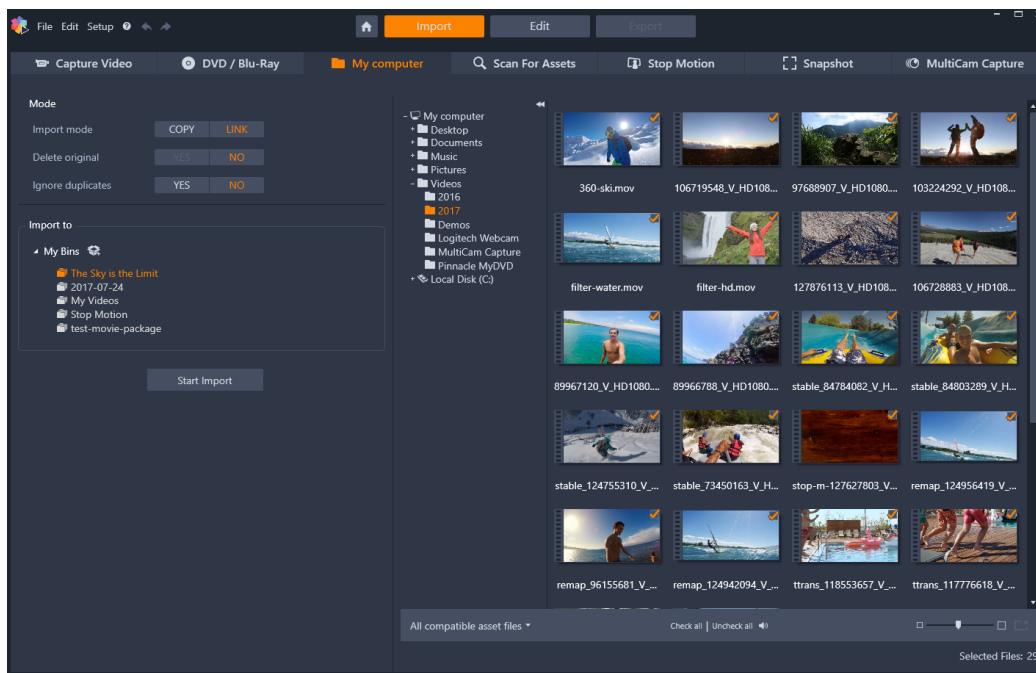 File Edit Setup
Import Edit Export
Capture Video DVD / Blu-Ray My computer Scan For Assets Stop Motion Snapshot MultiCam Capture
Mode
Import mode COPY LINK
Delete original YES NO
Ignore duplicates YES NO
Import to
My Bins
The Sky is the Limit
2017-07-24
My Videos
Stop Motion
test-movie-package
Start Import
My computer
Desktop
Documents
Music
Pictures
Videos
2016
2017
Demos
Logitech Webcam
MultiCam Capture
Pinnacle MyDVD
Local Disk (C:)
360-ski.mov 106719548_V_HD108... 97688907_V_HD1080... 103224292_V_HD108...
filter-water.mov filter-hd.mov 127876113_V_HD108... 106728883_V_HD108...
89967120_V_HD1080.... 89966788_V_HD1080.... stable_84784082_V_H... stable_84803289_V_H...
stable_124755310_V_... stable_73450163_V_H... stop-m-127627803_V... remap_124956419_V...
remap_96155681_V_... remap_124942094_V... ttrans_118553657_V_... ttrans_117776618_V_...
All compatible asset files Check all | Uncheck all
Selected Files: 29